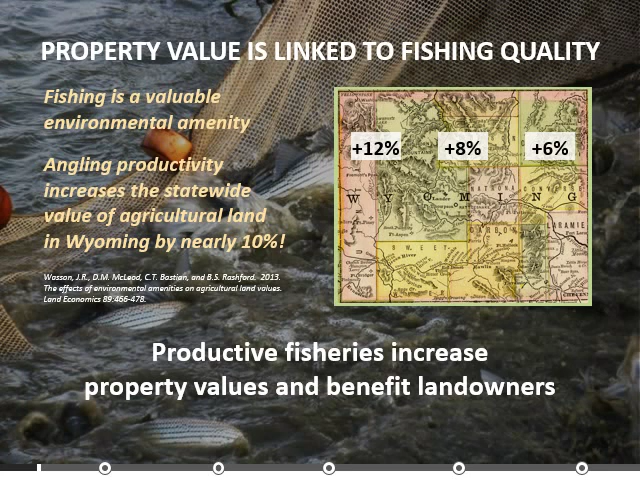 PROPERTY VALUE IS LINKED TO FISHING QUALITY
Fishing is a valuable
environmental amenity
Angling productivity
increases the statewide
value of agricultural land
in Wyoming by nearly 10%!
Wasson, J.R., D.M. McLeod, C.T. Bastian, and B.S. Rashford. 2013.
The effects of environmental amenities on agricultural land values.
Land Economics 89:466-478.
+12% +8% +6%
W Y O M I N G
Productive fisheries increase
property values and benefit landowners